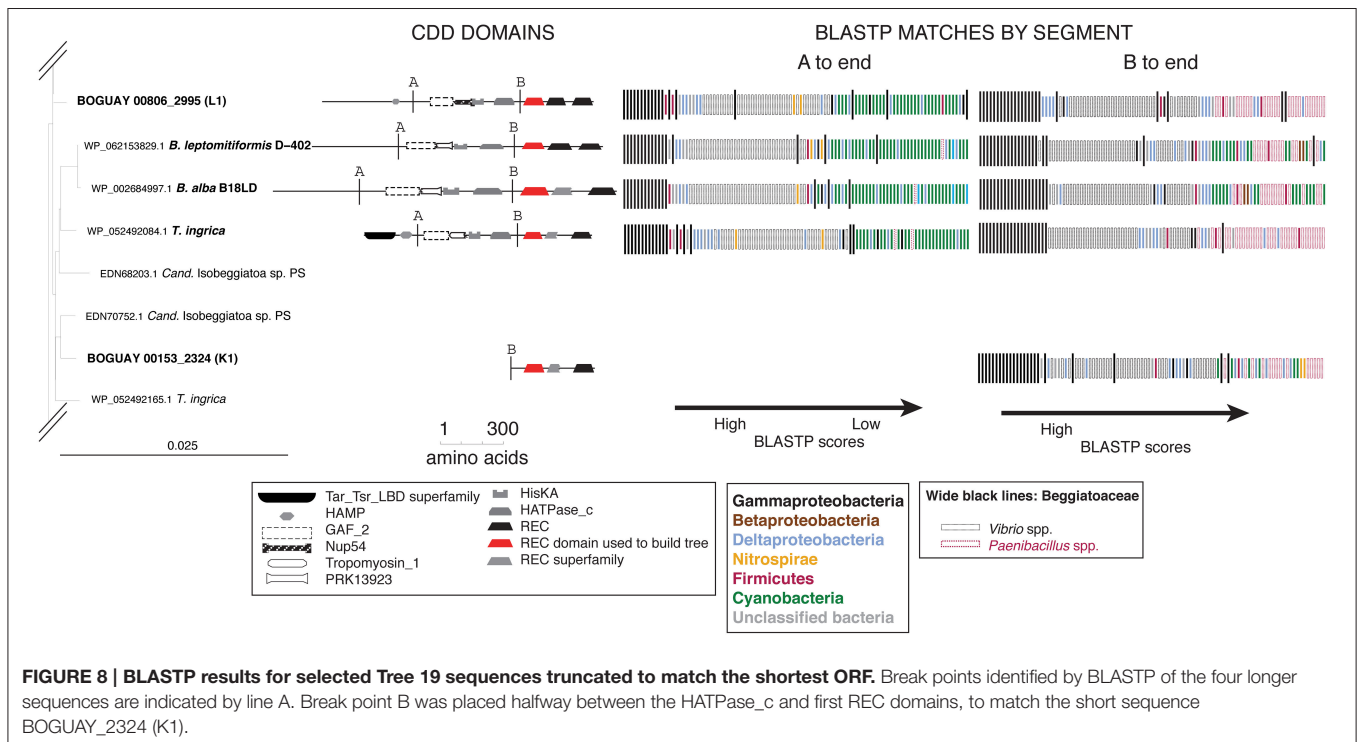 CDD DOMAINS
BLASTP MATCHES BY SEGMENT
A to end
B to end
A
B
BOGUAY 00806_2995 (L1)
A
B
WP_062153829.1 B. leptomitiformis D-402
A
B
WP_002684997.1 B. alba B18LD
A
B
WP_052492084.1 T. ingrica
EDN68203.1 Cand. Isobeggiatoa sp. PS
EDN70752.1 Cand. Isobeggiatoa sp. PS
B
BOGUAY 00153_2324 (K1)
WP_052492165.1 T. ingrica
0.025
1 300
amino acids
High Low
BLASTP scores
High
BLASTP scores
Tar_Tsr_LBD superfamily
HAMP
GAF_2
Nup54
Tropomyosin_1
PRK13923
HisKA
HATPase_c
REC
REC domain used to build tree
REC superfamily
Gammaproteobacteria
Betaproteobacteria
Deltaproteobacteria
Nitrospirae
Firmicutes
Cyanobacteria
Unclassified bacteria
Wide black lines: Beggiatoaceae
Vibrio spp.
Paenibacillus spp.
FIGURE 8 | BLASTP results for selected Tree 19 sequences truncated to match the shortest ORF. Break points identified by BLASTP of the four longer
sequences are indicated by line A. Break point B was placed halfway between the HATPase_c and first REC domains, to match the short sequence
BOGUAY_2324 (K1).